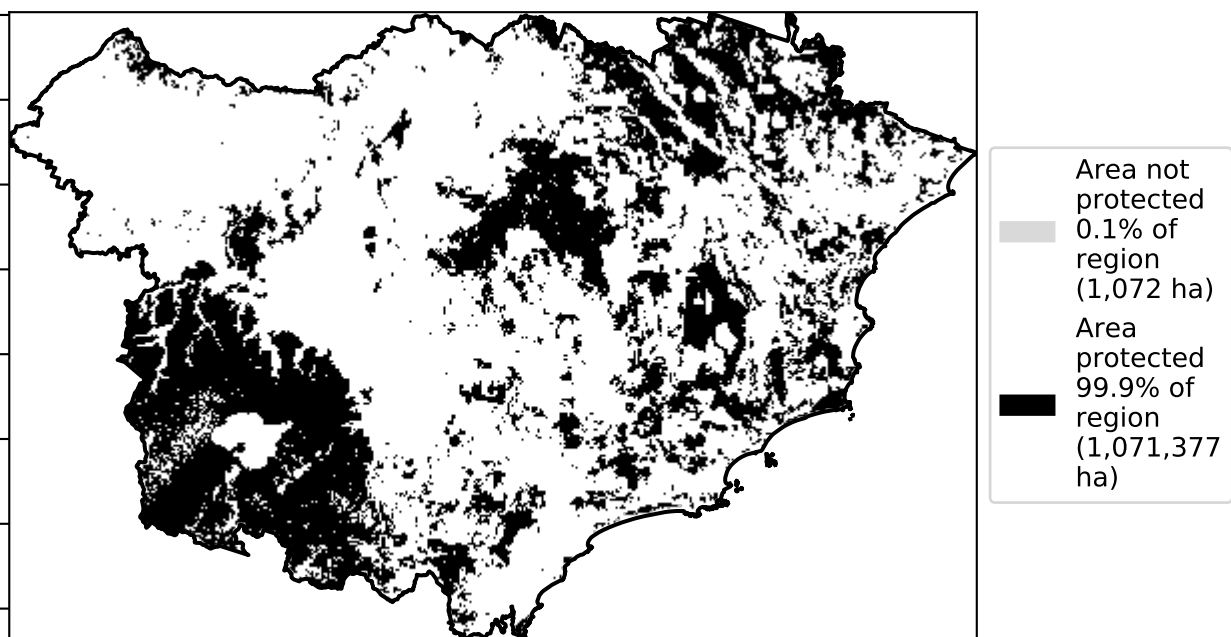 Area not
protected
0.1% of
region
(1,072 ha)
Area
protected
99.9% of
region
(1,071,377
ha)